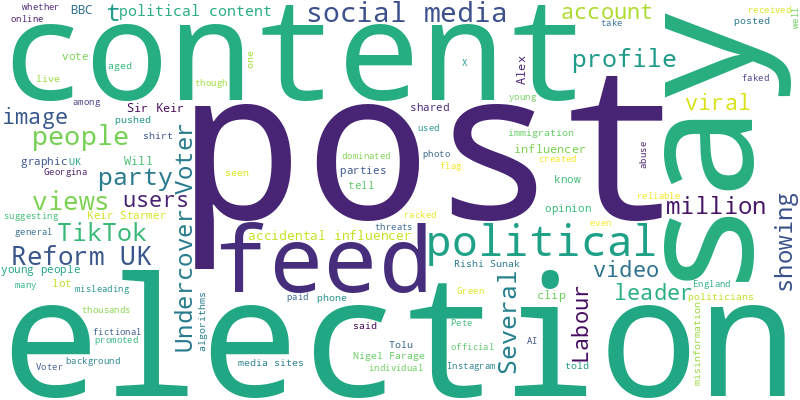 whether
online
BBC
t
political content
social media
account
take
received
posted
well
content
vote
aged
one
live
though
X
Alex
profile
faked
say
image
among
pushed
Sir Keir
shirt
shared
used
young
viral
people
graphic
UK
Georgina
Will
party
post
immigration
influencer
photo
flag
created
abuse
dominated
parties
tell
know
reliable
seen
views
users
Undercover Voter
suggesting
Keir Starmer
general
TikTok
opinion
even
million
racked
threats
accidental influencer
feed
political
Reform UK
young people
many
lot
misleading
algorithms
Rishi Sunak
video
showing
England
leader
politicians
misinformation
paid
phone
Green
clip
Several
Labour
thousands
fictional
promoted
said
Tolu
Pete
official
AI
Voter
background
media sites
Nigel Farage
individual
Instagram
told
election